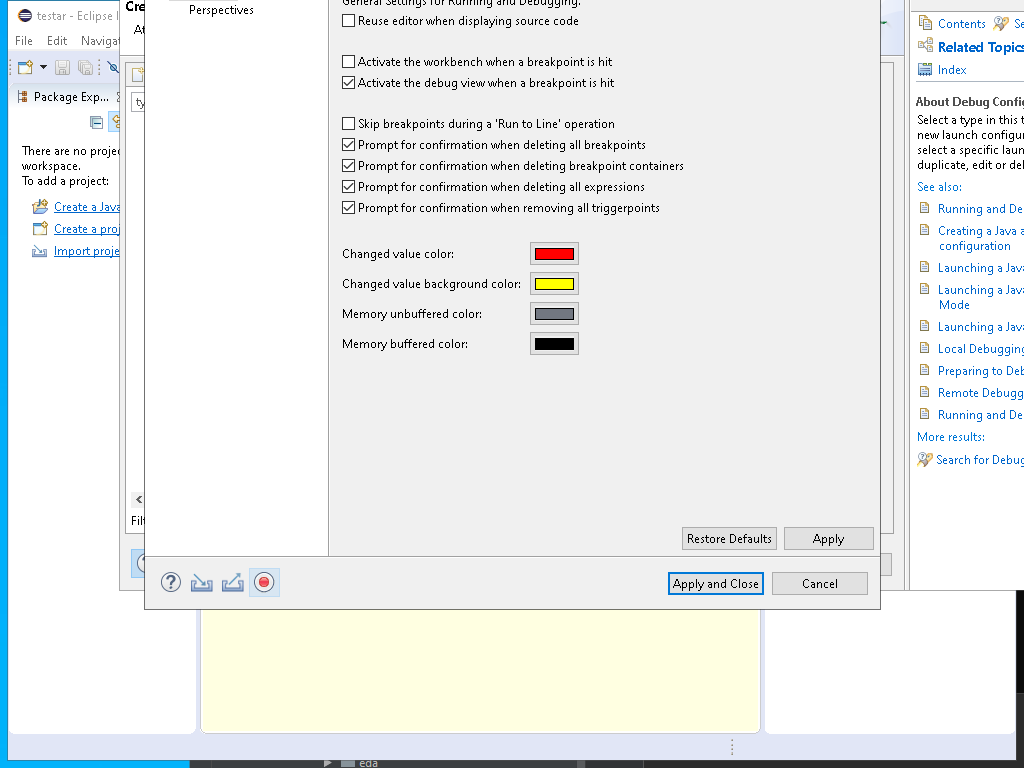 testar - Eclipse I
File Edit Navigat
Package Exp...
There are no proje
workspace.
To add a project:
Create a Java
Create a proj
Import proje
Cre
ty
Perspectives
General Settings for Running and Debugging.
Reuse editor when displaying source code
Activate the workbench when a breakpoint is hit
Activate the debug view when a breakpoint is hit
Skip breakpoints during a 'Run to Line' operation
Prompt for confirmation when deleting all breakpoints
Prompt for confirmation when deleting breakpoint containers
Prompt for confirmation when deleting all expressions
Prompt for confirmation when removing all triggerpoints
Changed value color:
Changed value background color:
Memory unbuffered color:
Memory buffered color:
Restore Defaults Apply
Apply and Close Cancel
Contents Se
Related Topics
Index
About Debug Config
Select a type in this t
new launch configur
select a specific laun
duplicate, edit or del
See also:
Running and De
Creating a Java a
configuration
Launching a Java
Launching a Java
Mode
Launching a Java
Local Debugging
Preparing to Deb
Remote Debugg
Running and De
More results:
Search for Debug
eda